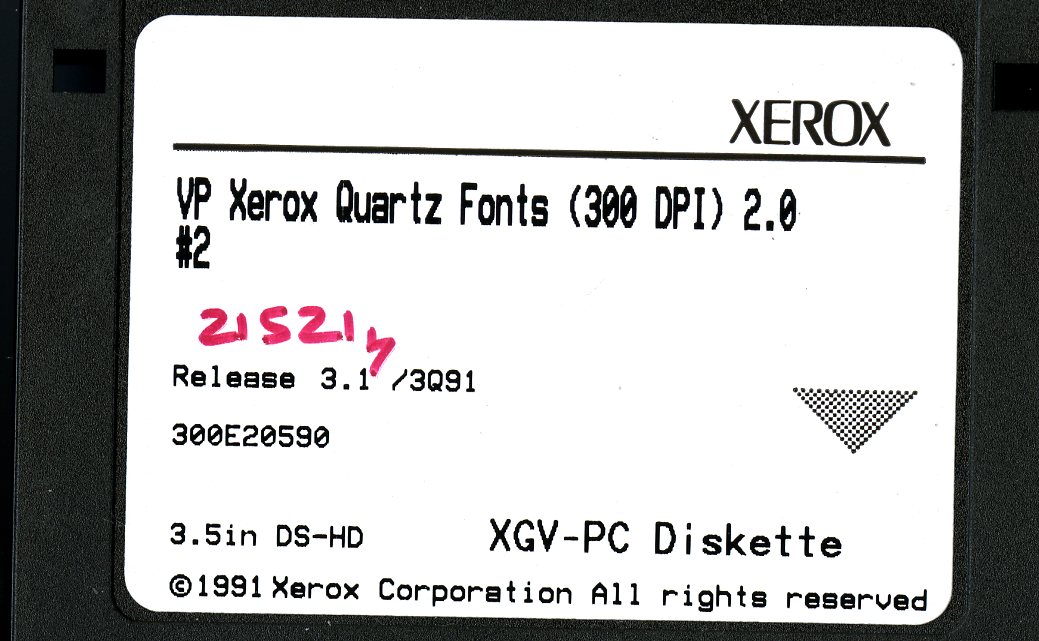 XEROX
VP Xerox Quartz Fonts (300 DPI) 2.0
#2
21521y
Release 3.1 /3Q91
300E20590
3.5in DS-HD XGV-PC Diskette
©1991 Xerox Corporation All rights reserved